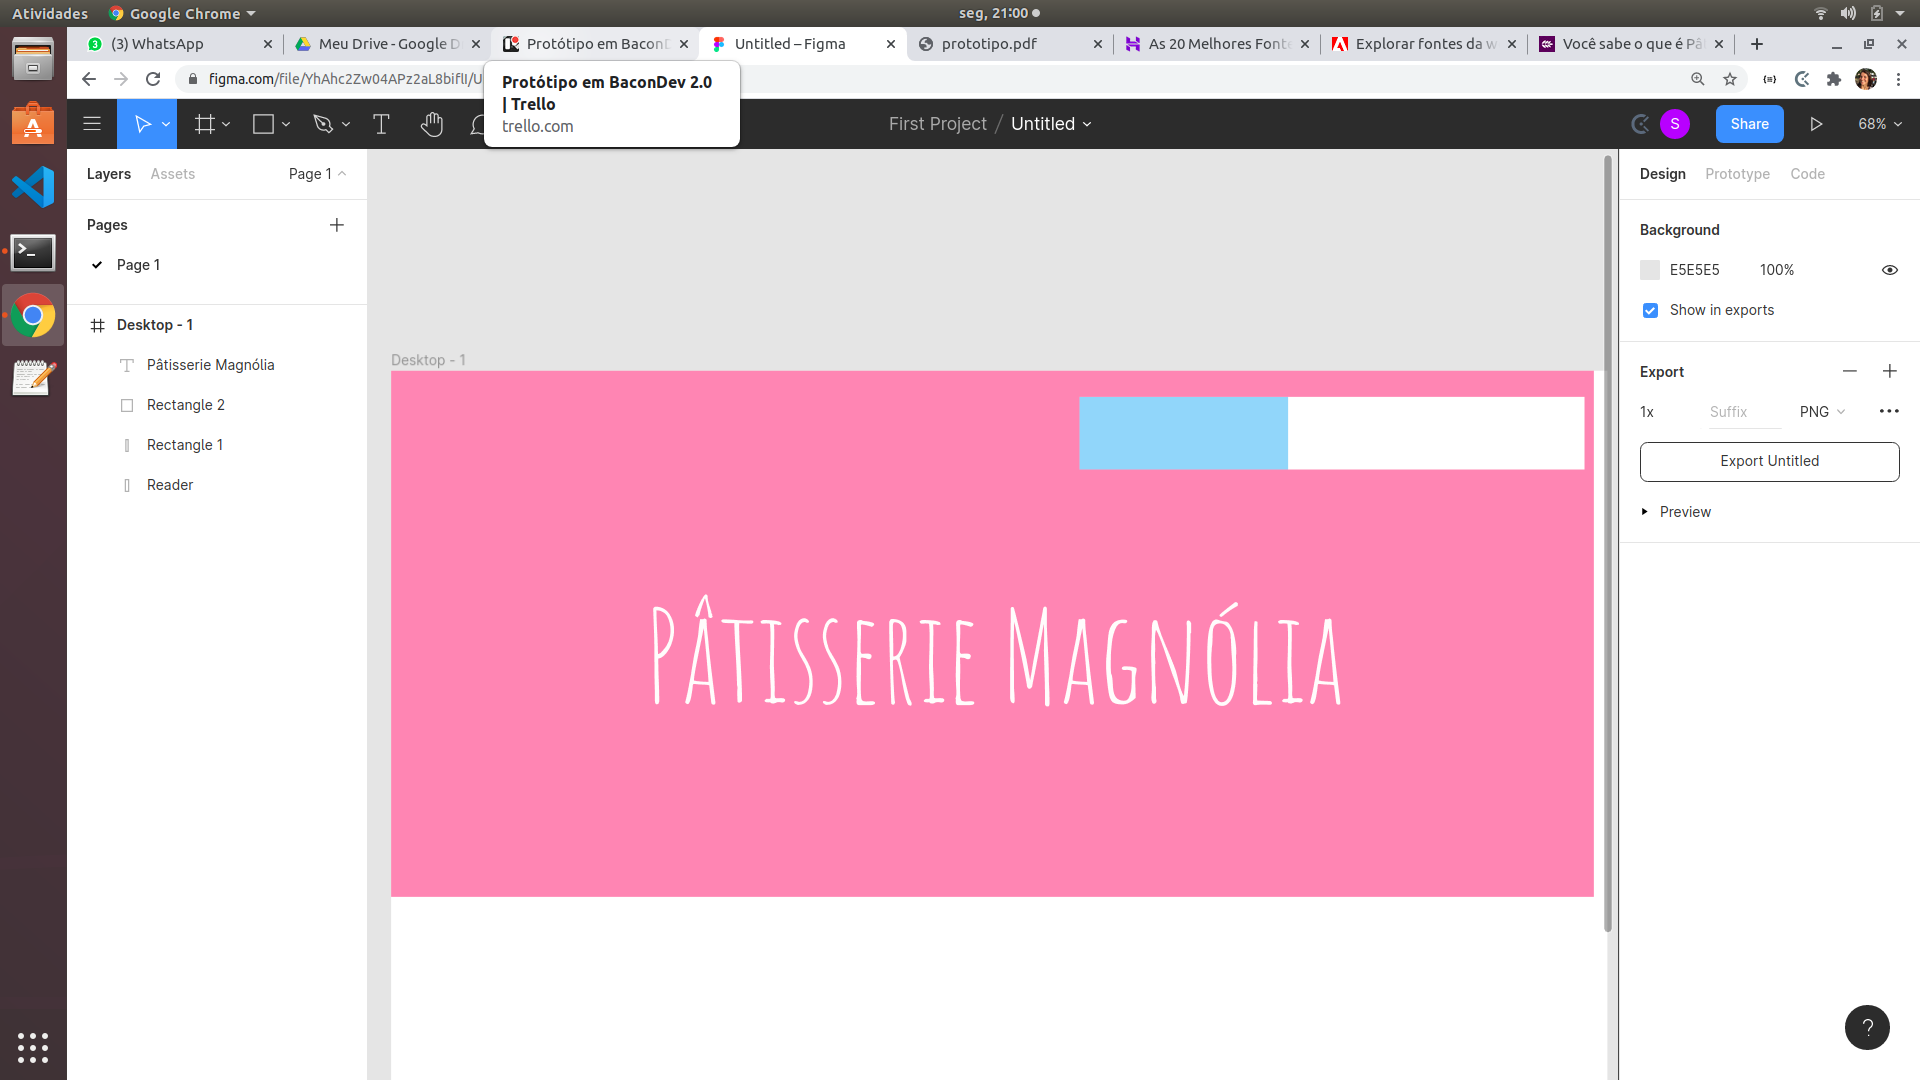 Atividades
Google Chrome
seg, 21:00
(3) WhatsApp
Meu Drive - Google D
Protótipo em BaconD
Untitled – Figma
prototipo.pdf
As 20 Melhores Fonte
Explorar fontes da w
Você sabe o que é Pâ
figma.com/file/YhAhc2Zw04APz2aL8bifll/U
Protótipo em BaconDev 2.0
| Trello
trello.com
First Project / Untitled
S
Share
68%
Layers
Assets
Page 1
Pages
Page 1
Desktop - 1
Pâtisserie Magnólia
Rectangle 2
Rectangle 1
Reader
Desktop - 1
Pâtisserie Magnólia
Design
Prototype
Code
Background
E5E5E5
100%
Show in exports
Export
1x
Suffix
PNG
Export Untitled
Preview
?